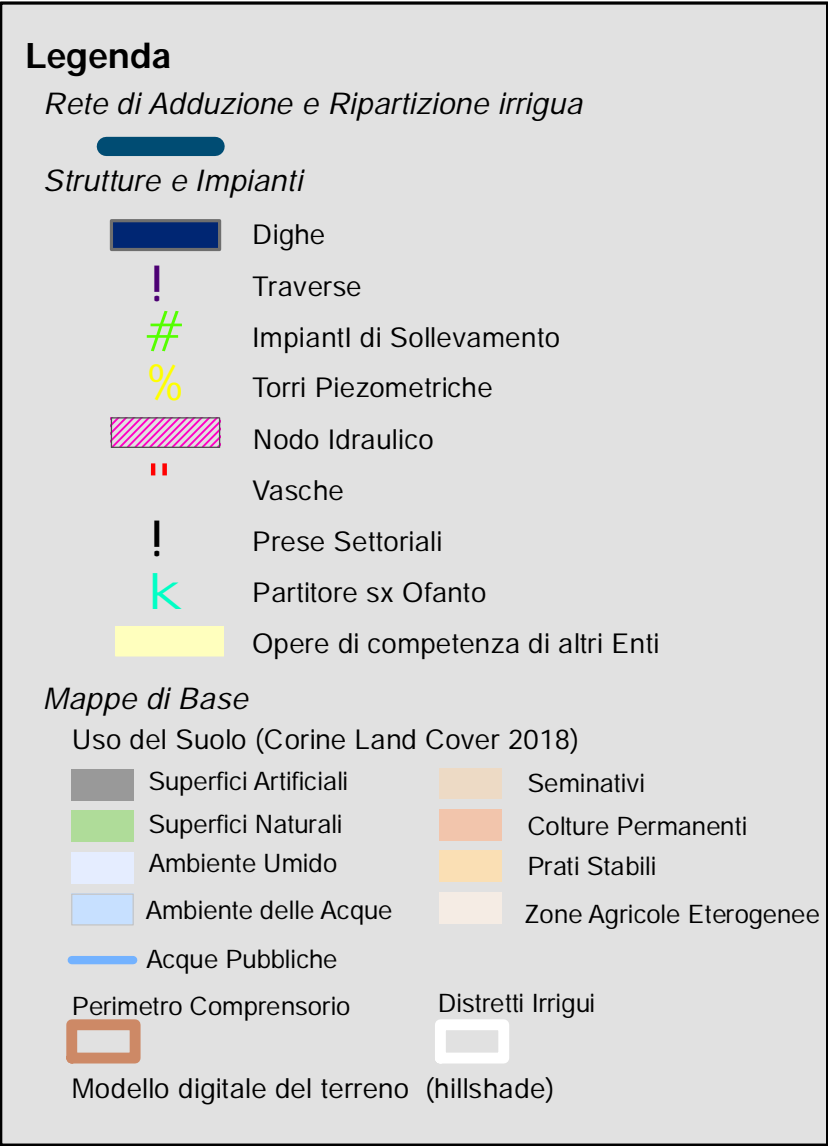 Legenda
Rete di Adduzione e Ripartizione irrigua
Strutture e Impianti
Dighe
! Traverse
# ImpiantI di Sollevamento
% Torri Piezometriche
Nodo Idraulico
" Vasche
! Prese Settoriali
k Partitore sx Ofanto
Opere di competenza di altri Enti
Mappe di Base
Uso del Suolo (Corine Land Cover 2018)
Superfici Artificiali
Superfici Naturali
Ambiente Umido
Ambiente delle Acque
Acque Pubbliche
Seminativi
Colture Permanenti
Prati Stabili
Zone Agricole Eterogenee
Perimetro Comprensorio
Distretti Irrigui
Modello digitale del terreno (hillshade)